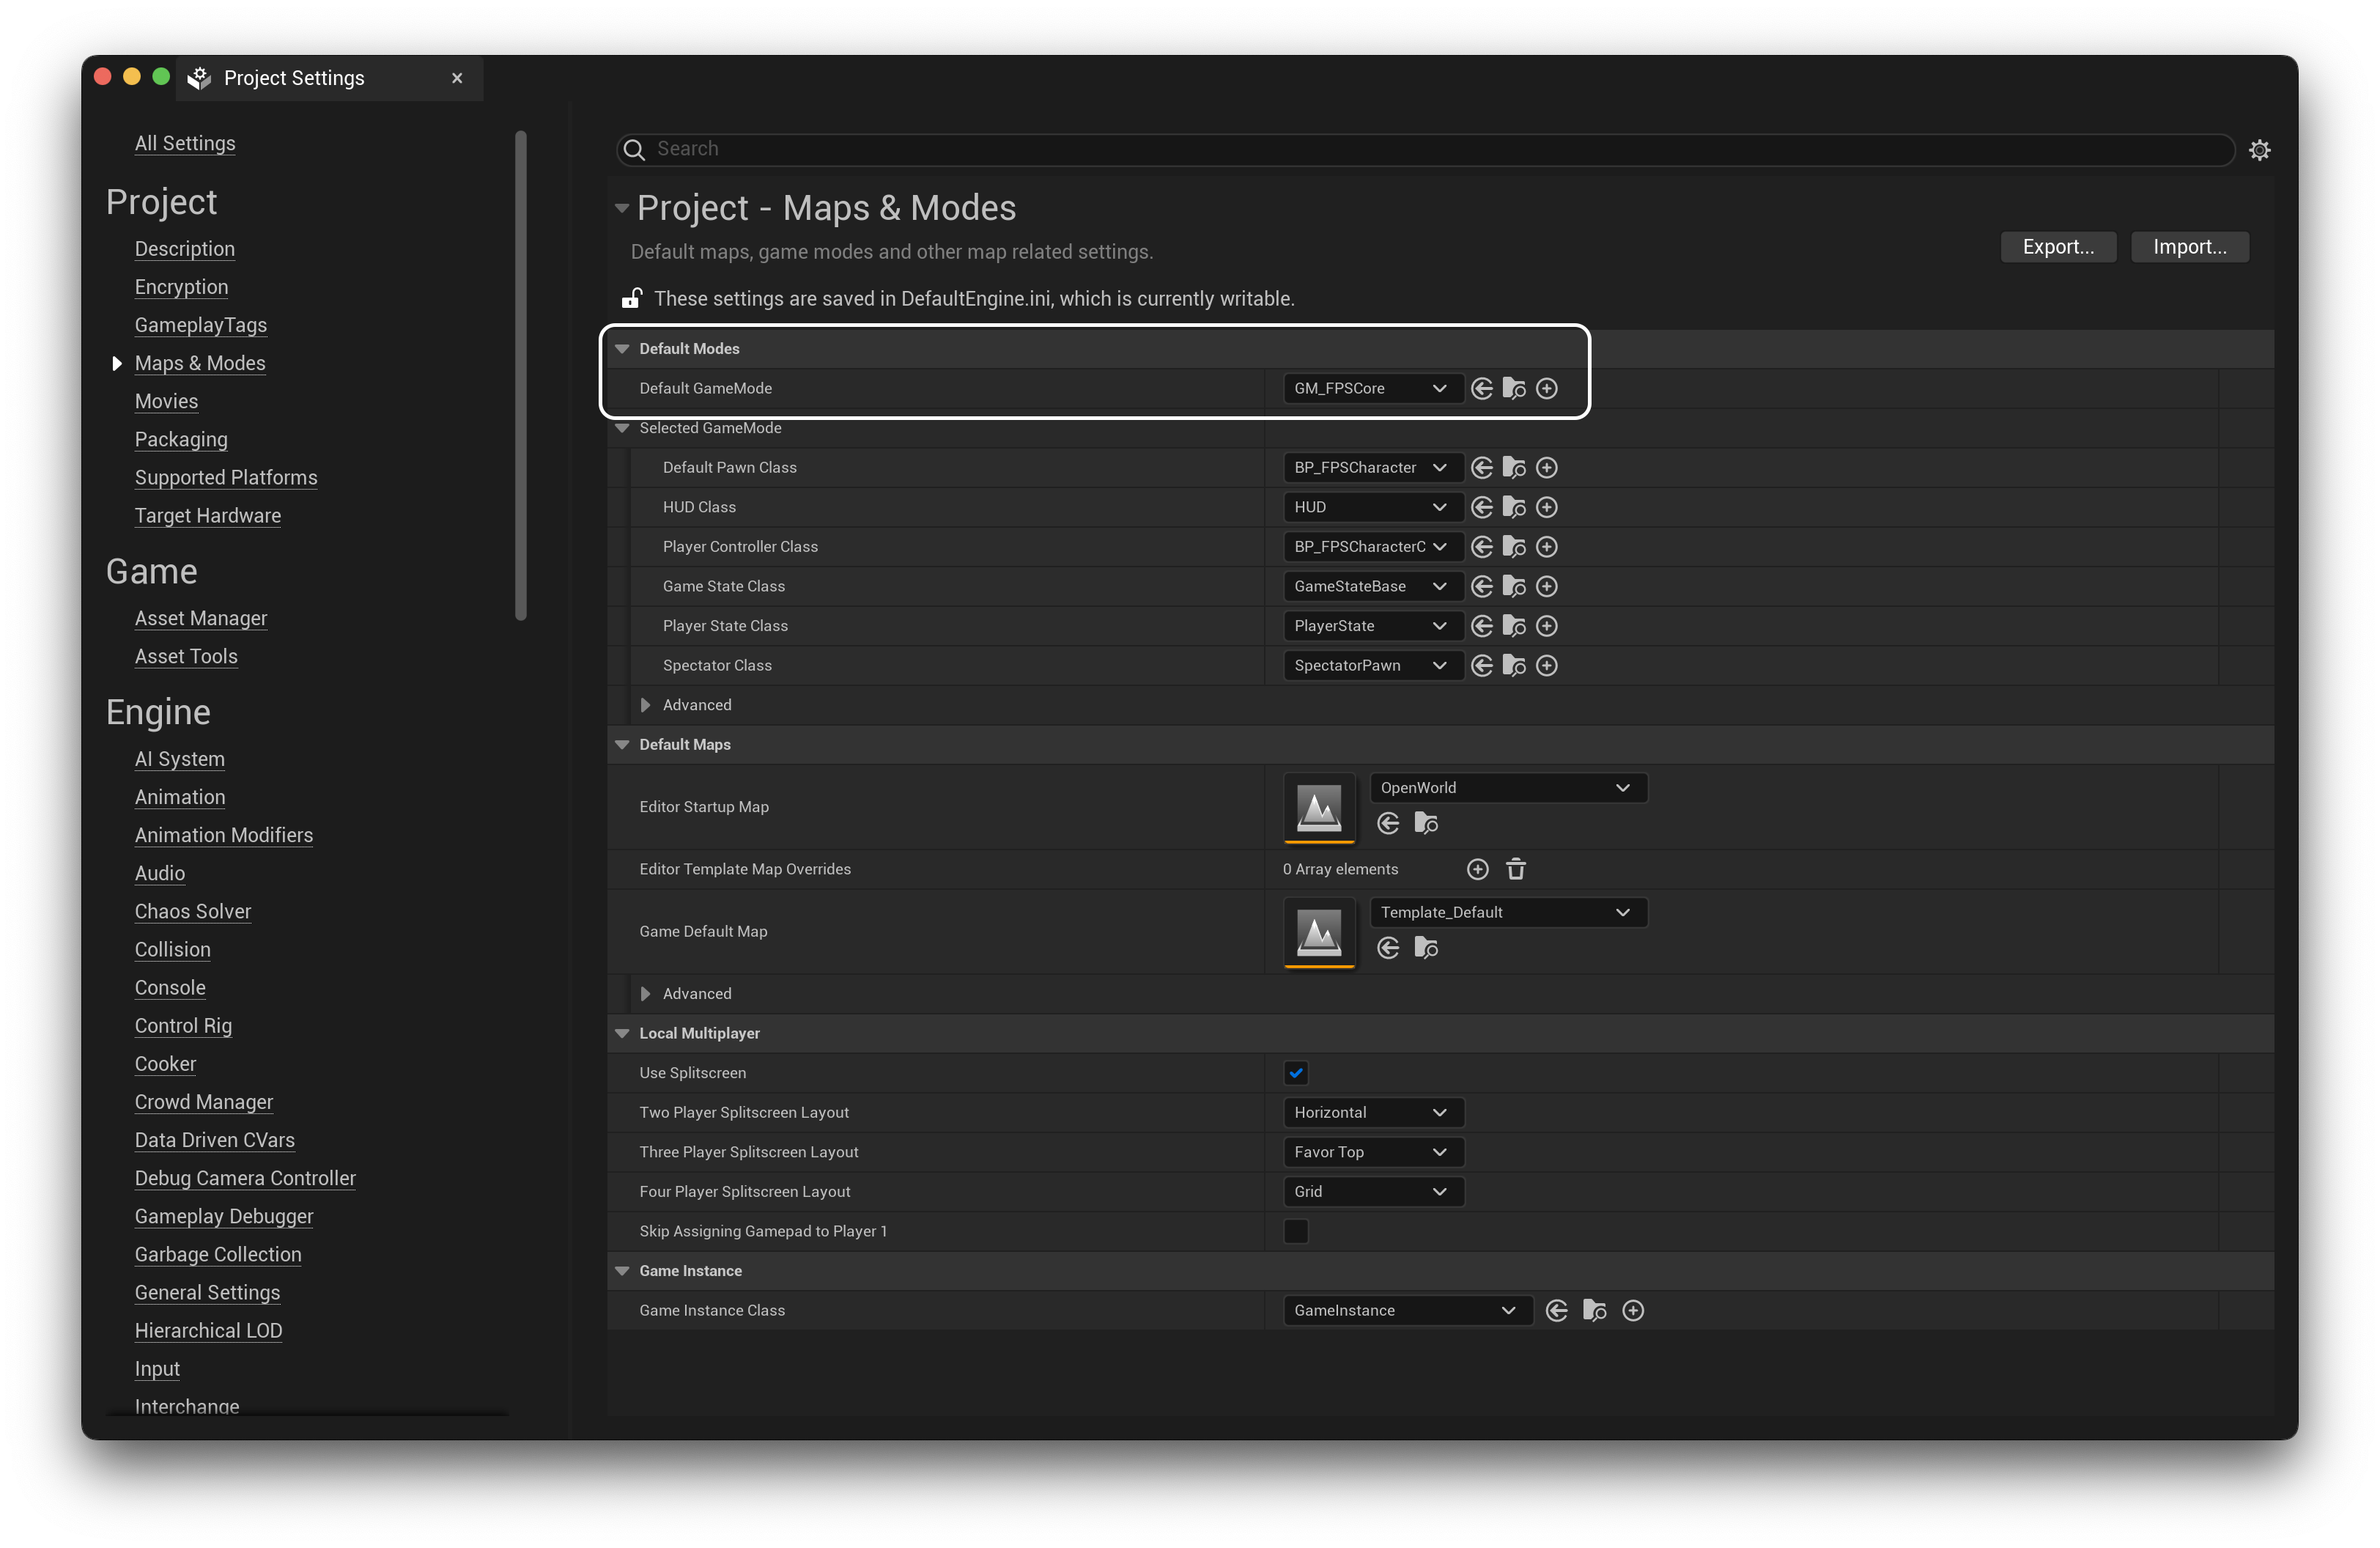 Project Settings
All Settings
Project
Description
Encryption
GameplayTags
Maps & Modes
Movies
Packaging
Supported Platforms
Target Hardware
Game
Asset Manager
Asset Tools
Engine
AI System
Animation
Animation Modifiers
Audio
Chaos Solver
Collision
Console
Control Rig
Cooker
Crowd Manager
Data Driven CVars
Debug Camera Controller
Gameplay Debugger
Garbage Collection
General Settings
Hierarchical LOD
Input
Interchange
Search
Project - Maps & Modes
Default maps, game modes and other map related settings.
Export...
Import...
These settings are saved in DefaultEngine.ini, which is currently writable.
Default Modes
Default GameMode GM_FPSCore
Selected GameMode
Default Pawn Class BP_FPSCharacter
HUD Class HUD
Player Controller Class BP_FPSCharacterC
Game State Class GameStateBase
Player State Class PlayerState
Spectator Class SpectatorPawn
Advanced
Default Maps
Editor Startup Map OpenWorld
Editor Template Map Overrides 0 Array elements
Game Default Map Template_Default
Advanced
Local Multiplayer
Use Splitscreen
Two Player Splitscreen Layout Horizontal
Three Player Splitscreen Layout Favor Top
Four Player Splitscreen Layout Grid
Skip Assigning Gamepad to Player 1
Game Instance
Game Instance Class GameInstance